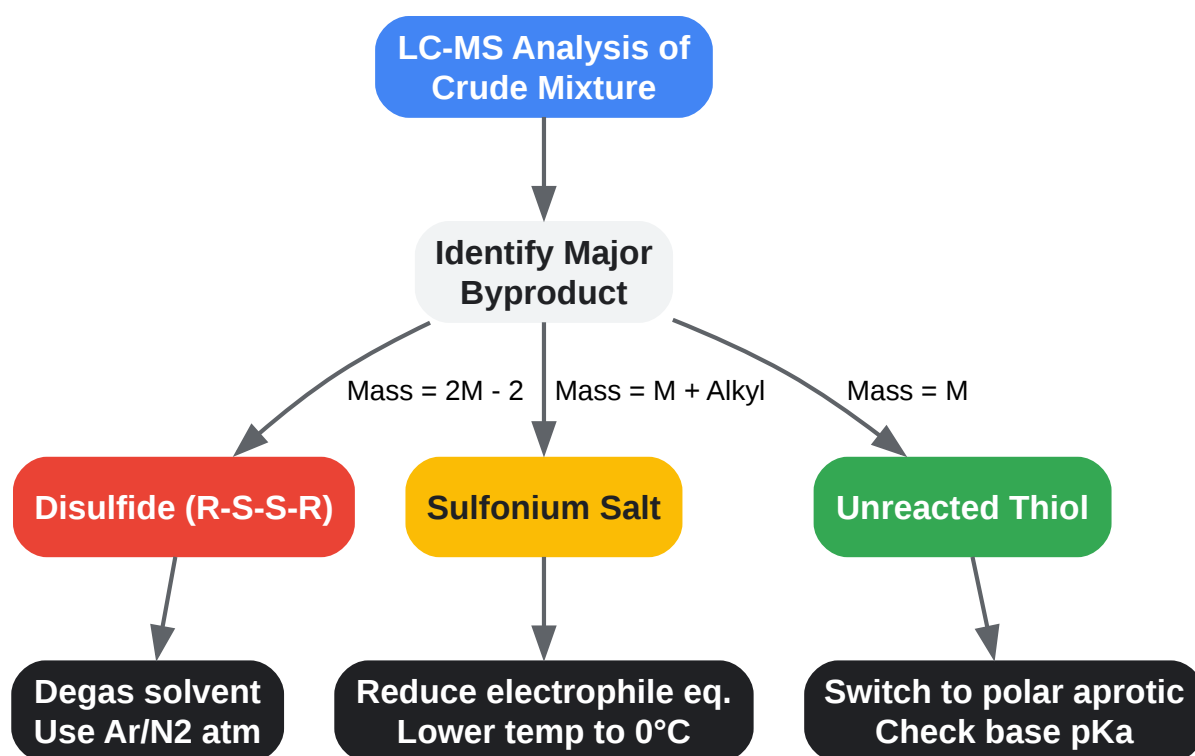 LC-MS Analysis of
Crude Mixture
Identify Major
Byproduct
Mass = 2M - 2
Mass = M + Alkyl
Mass = M
Disulfide (R-S-S-R)
Sulfonium Salt
Unreacted Thiol
Degas solvent
Use Ar/N2 atm
Reduce electrophile eq.
Lower temp to 0°C
Switch to polar aprotic
Check base pKa